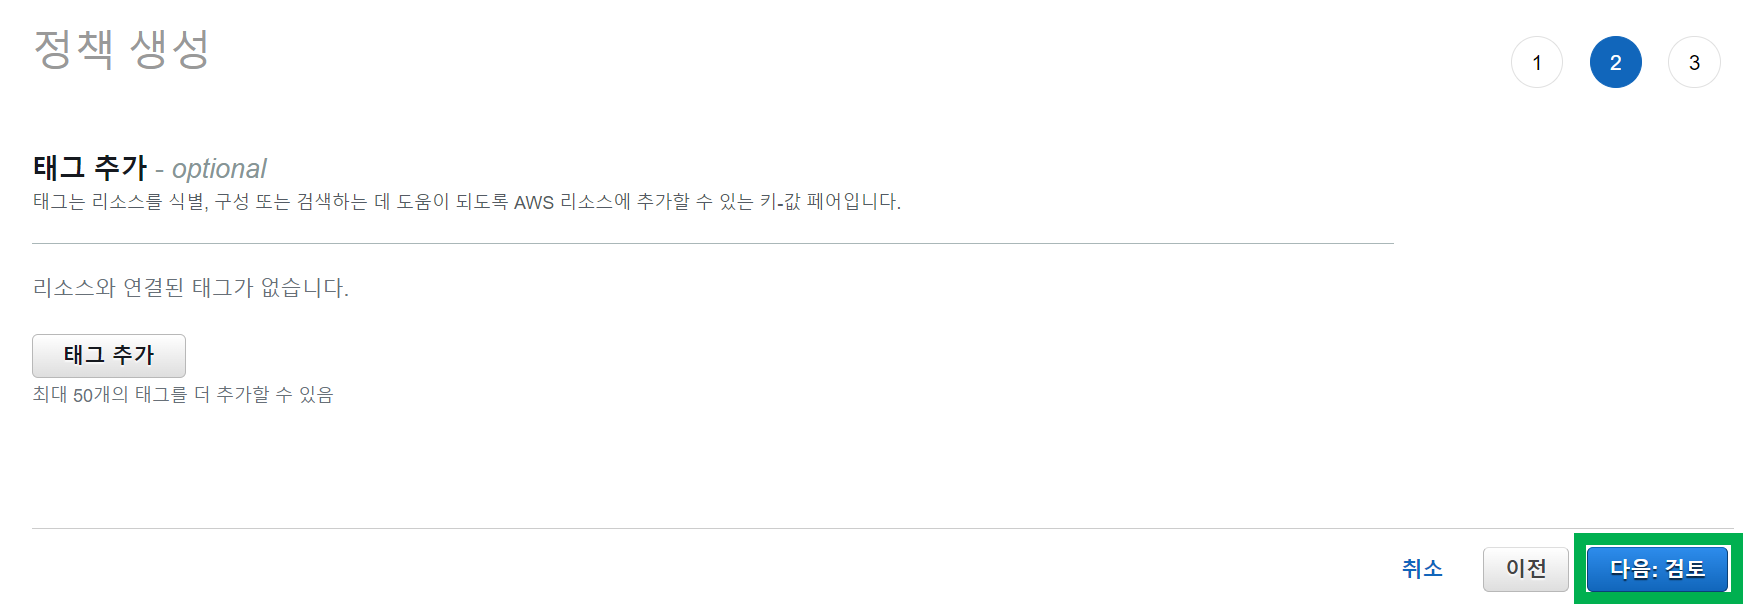 정책 생성
1 2 3
태그 추가 - optional
태그는 리소스를 식별, 구성 또는 검색하는 데 도움이 되도록 AWS 리소스에 추가할 수 있는 키-값 페어입니다.
리소스와 연결된 태그가 없습니다.
태그 추가
최대 50개의 태그를 더 추가할 수 있음
취소 이전 다음: 검토